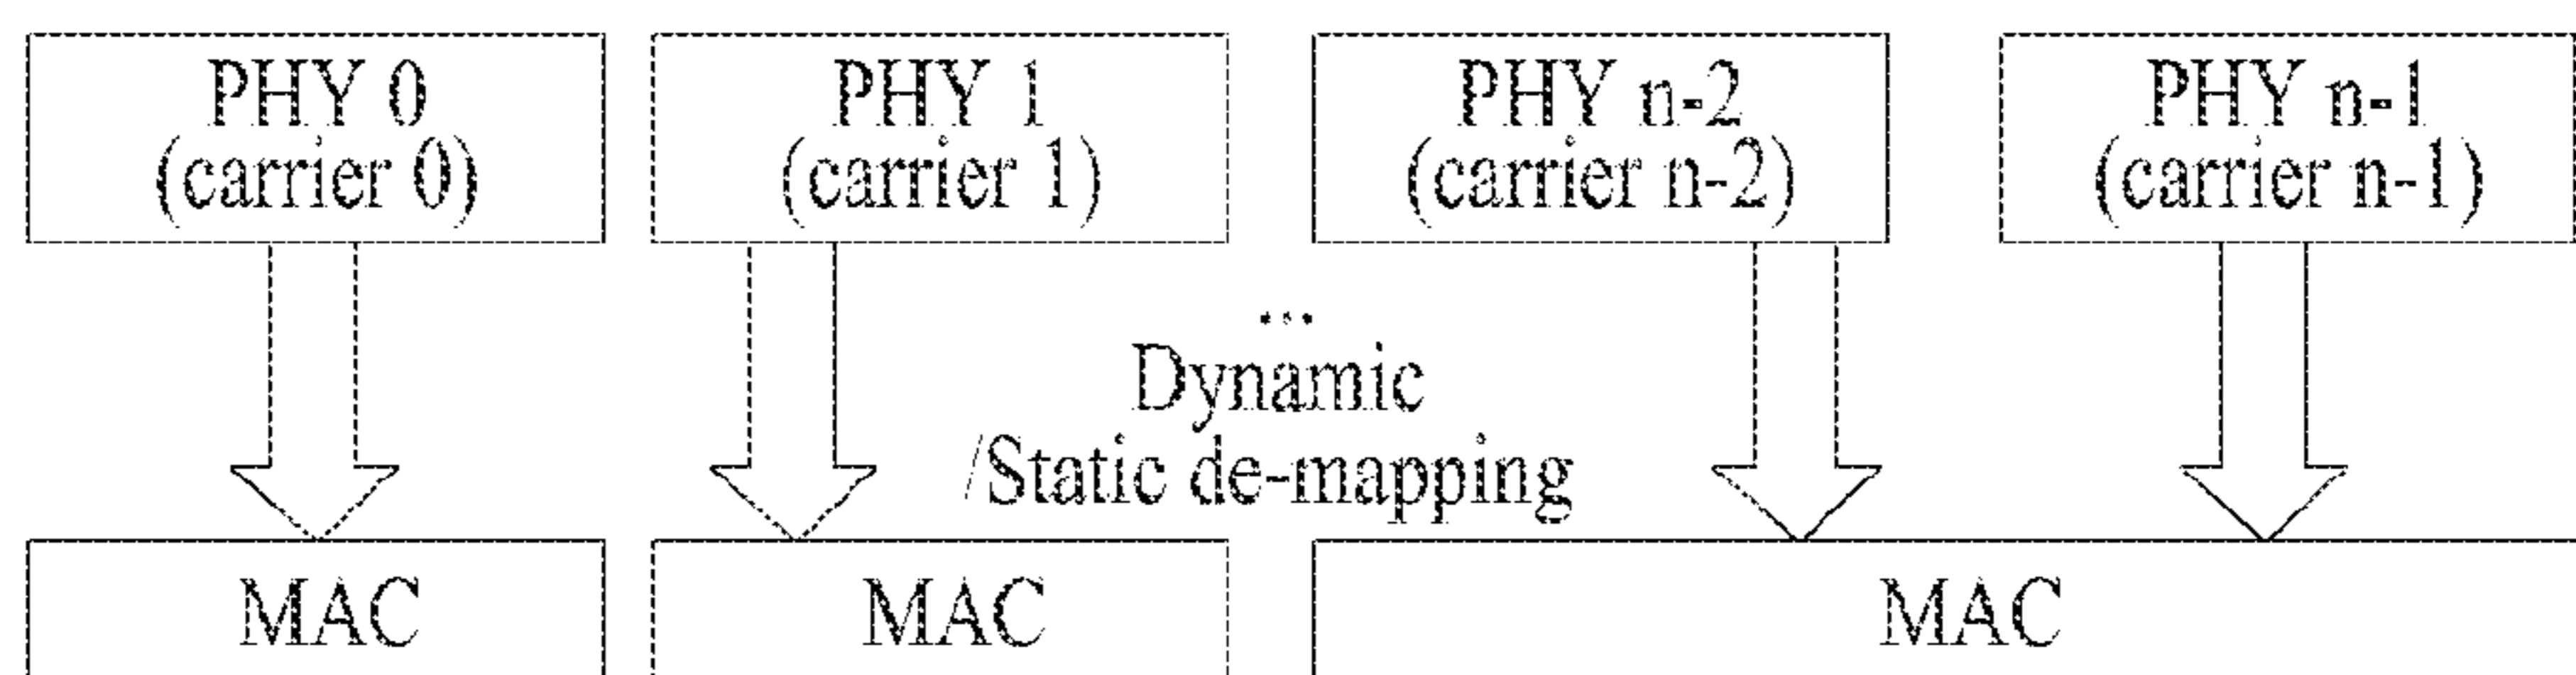 PHY 0
(carrier 0)
PHY 1
(carrier 1)
PHY n-2
(carrier n-2)
PHY n-1
(carrier n-1)
...
Dynamic
/Static de-mapping
MAC
MAC
MAC